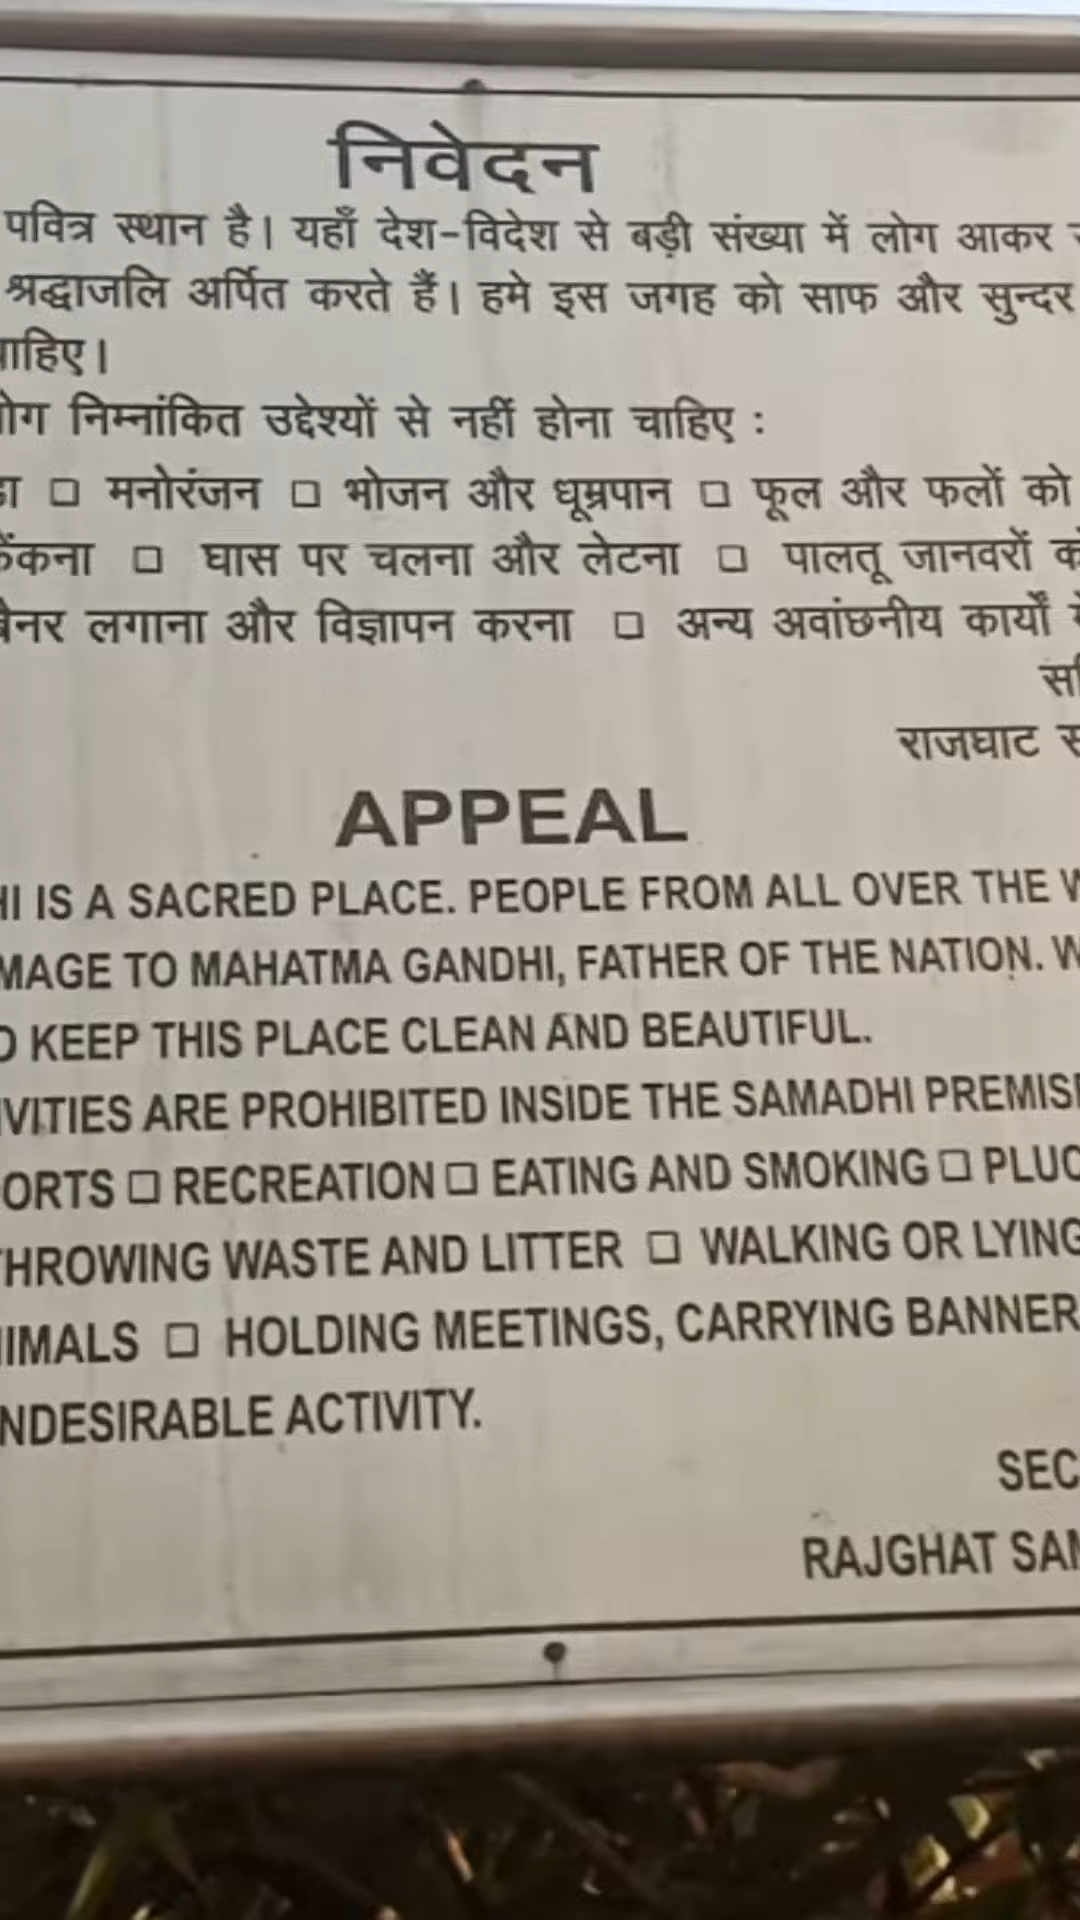 निवेदन
पवित्र स्थान है। यहाँ देश-विदेश से बड़ी संख्या में लोग आकर
श्रद्धाजलि अर्पित करते हैं। हमे इस जगह को साफ और सुन्दर
ाहिए।
ोग निम्नांकित उद्देश्यों से नहीं होना चाहिए :
□ मनोरंजन □ भोजन और धूम्रपान □ फूल और फलों को
ेंकना □ घास पर चलना और लेटना □ पालतू जानवरों
बैनर लगाना और विज्ञापन करना □ अन्य अवांछनीय कार्यों
राजघाट
APPEAL
HI IS A SACRED PLACE. PEOPLE FROM ALL OVER THE
MAGE TO MAHATMA GANDHI, FATHER OF THE NATION.
O KEEP THIS PLACE CLEAN AND BEAUTIFUL.
IVITIES ARE PROHIBITED INSIDE THE SAMADHI PREMIS
ORTS □ RECREATION □ EATING AND SMOKING □ PLUC
THROWING WASTE AND LITTER □ WALKING OR LYING
NIMALS □ HOLDING MEETINGS, CARRYING BANNER
NDESIRABLE ACTIVITY.
SEC
RAJGHAT SA